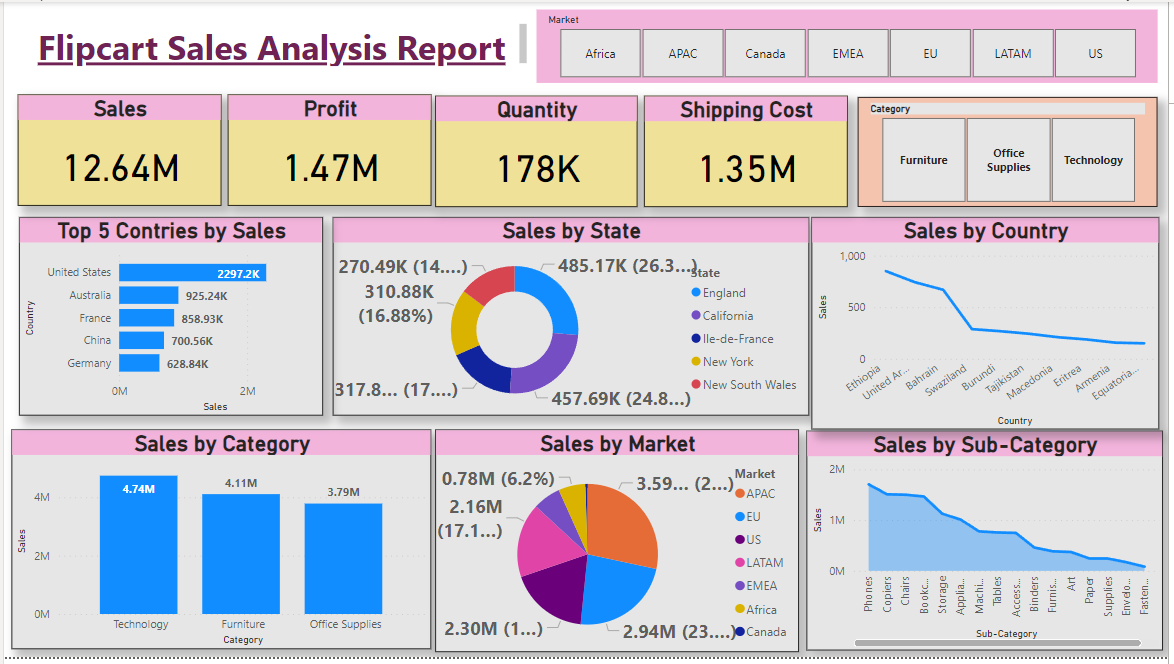 Flipcart Sales Analysis Report
Market
Africa
APAC
Canada
EMEA
EU
LATAM
US
Sales
12.64M
Profit
1.47M
Quantity
178K
Shipping Cost
1.35M
Category
Furniture
Office
Supplies
Technology
Top 5 Contries by Sales
Country
United States
2297.2K
Australia
925.24K
France
858.93K
China
700.56K
Germany
628.84K
0M
2M
Sales
Sales by State
270.49K (14....)
485.17K (26.3...)
310.88K
(16.88%)
317.8... (17....)
457.69K (24.8...)
State
England
California
Ile-de-France
New York
New South Wales
Sales by Country
Sales
1,000
500
0
Ethiopia
United Ar...
Bahrain
Swaziland
Burundi
Tajikistan
Macedonia
Eritrea
Armenia
Equatoria...
Country
Sales by Category
Sales
4M
2M
0M
4.74M
4.11M
3.79M
Technology
Furniture
Office Supplies
Category
Sales by Market
0.78M (6.2%)
3.59... (2...)
2.16M
(17.1...)
2.30M (1...)
2.94M (23....)
Market
APAC
EU
US
LATAM
EMEA
Africa
Canada
Sales by Sub-Category
Sales
2M
1M
0M
Phones
Copiers
Chairs
Bookc...
Storage
Applia...
Machi...
Tables
Access...
Binders
Furnis...
Art
Paper
Supplies
Envelo...
Fasten...
Sub-Category